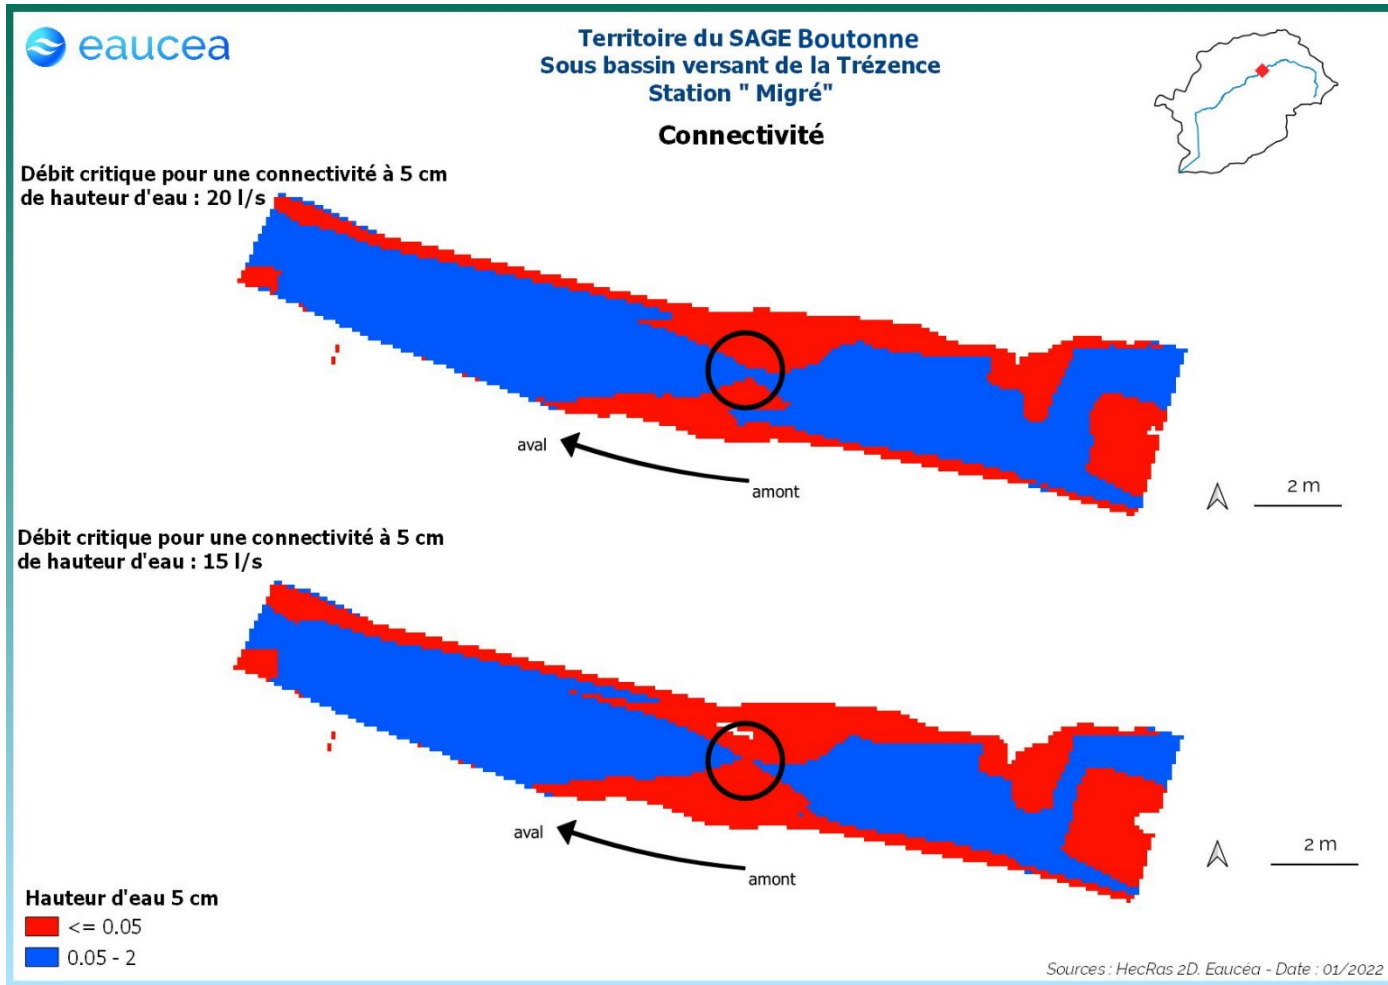 eaucea
Territoire du SAGE Boutonne
Sous bassin versant de la Trézence
Station " Migré"
Connectivité
Débit critique pour une connectivité à 5 cm
de hauteur d'eau : 20 l/s
aval
amont
2 m
Débit critique pour une connectivité à 5 cm
de hauteur d'eau : 15 l/s
aval
amont
2 m
Hauteur d'eau 5 cm
<= 0.05
0.05 - 2
Sources : HecRas 2D. Eaucéa - Date : 01/2022